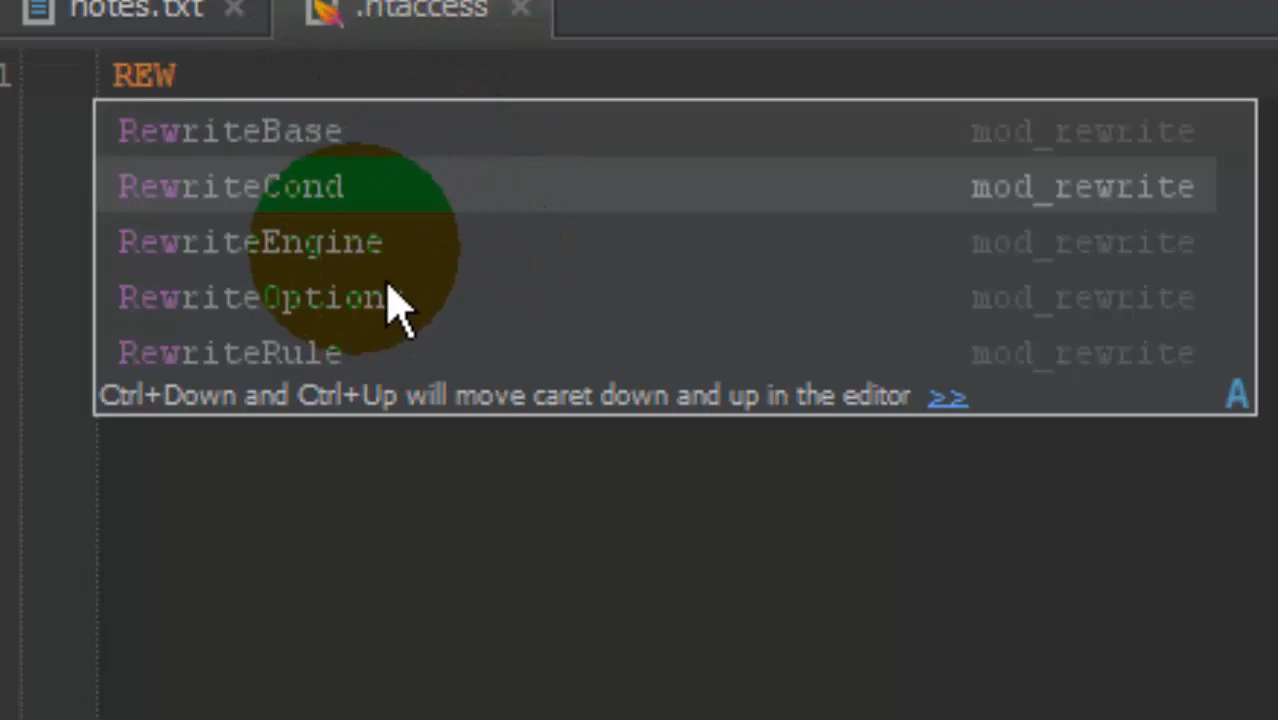 notes.txt × .htaccess ×
1 REW
RewriteBase mod_rewrite
RewriteCond mod_rewrite
RewriteEngine mod_rewrite
RewriteOption mod_rewrite
RewriteRule mod_rewrite
Ctrl+Down and Ctrl+Up will move caret down and up in the editor >> A